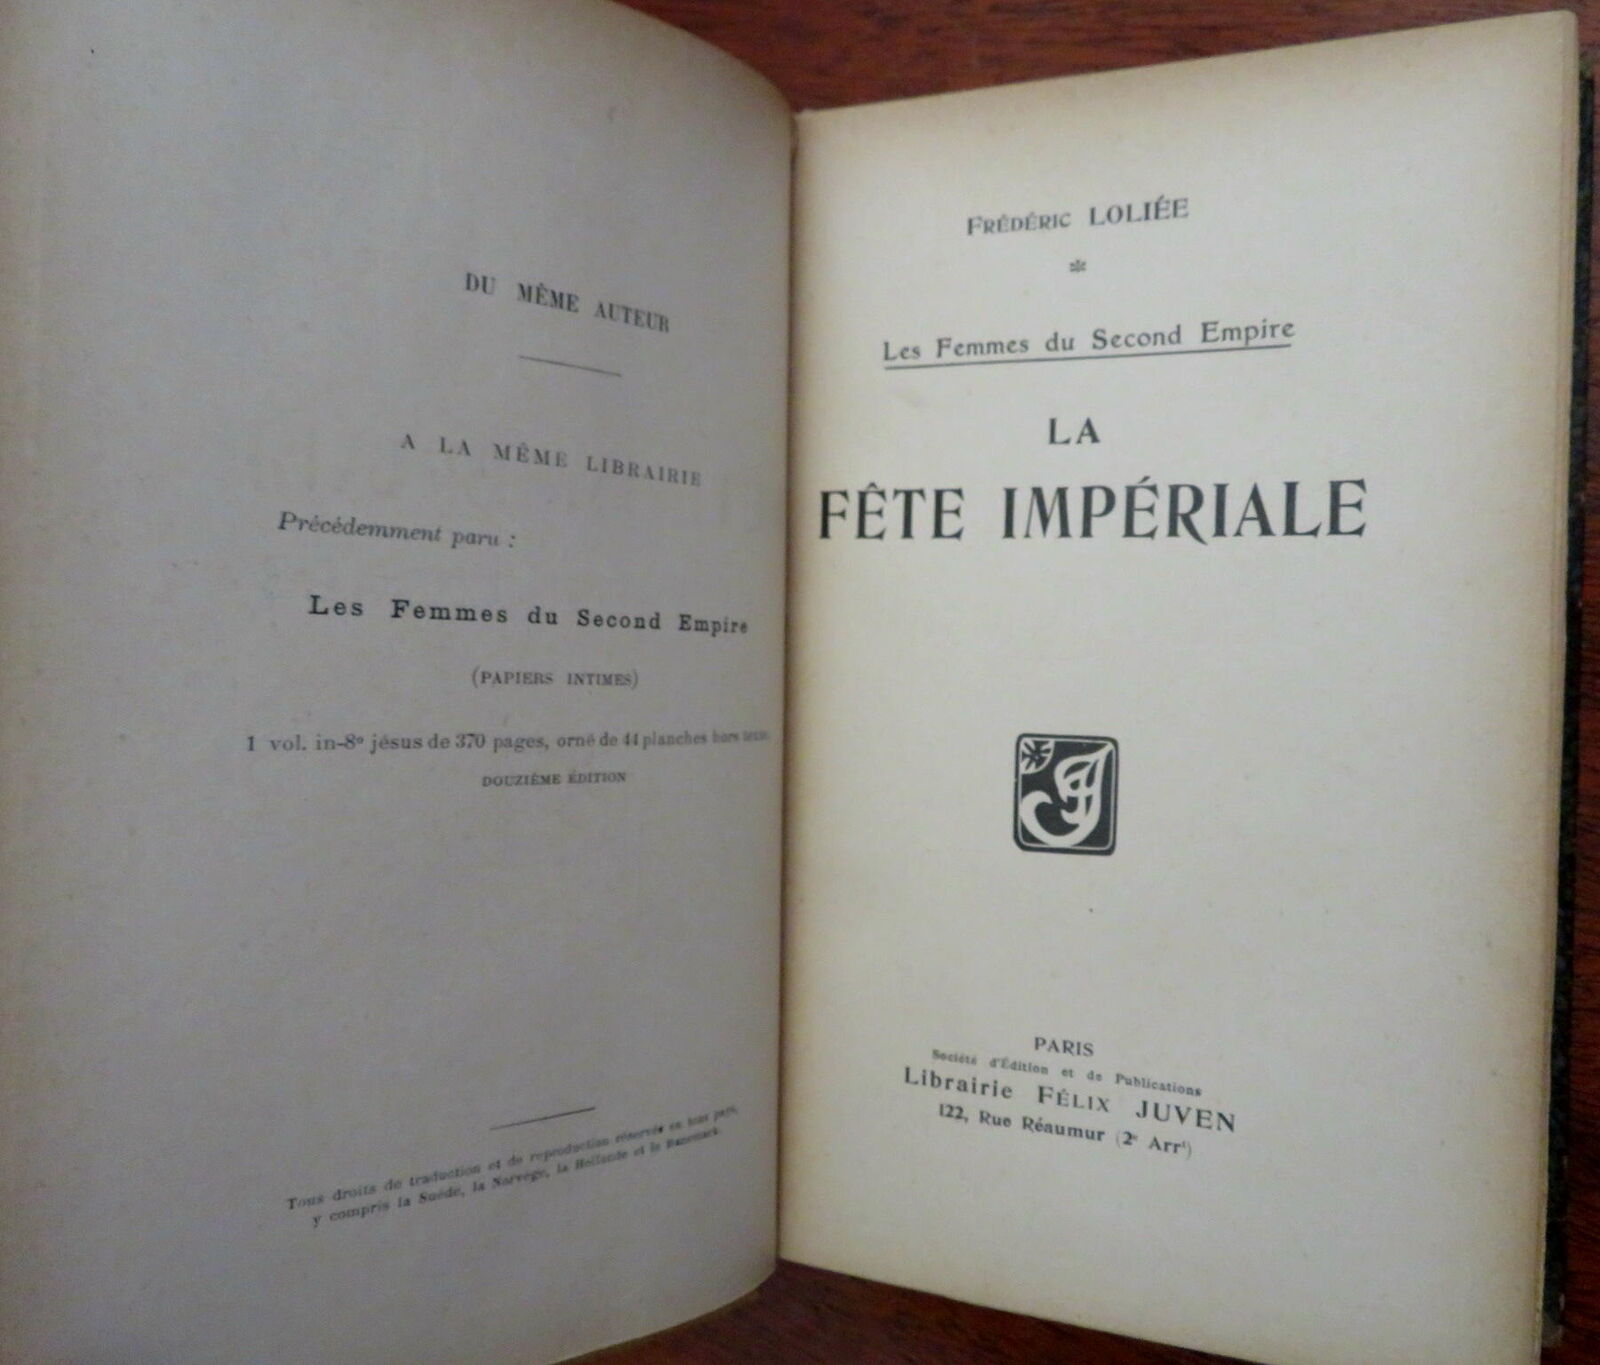 DU MÊME AUTEUR
A LA MÊME LIBRAIRIE
Précédemment paru :
Les Femmes du Second Empire
(PAPIERS INTIMES)
1 vol. in-8º jésus de 370 pages, orné de 44 planches hors texte.
DOUZIÈME ÉDITION
Tous droits de traduction et de reproduction réservés en tous pays,
y compris la Suède, la Norvège, la Hollande et le Danemark.
FRÉDÉRIC LOLIÉE
*
Les Femmes du Second Empire
LA
FÊTE IMPÉRIALE
PARIS
Société d'Édition et de Publications
Librairie FÉLIX JUVEN
122, Rue Réaumur (2e Arrt)